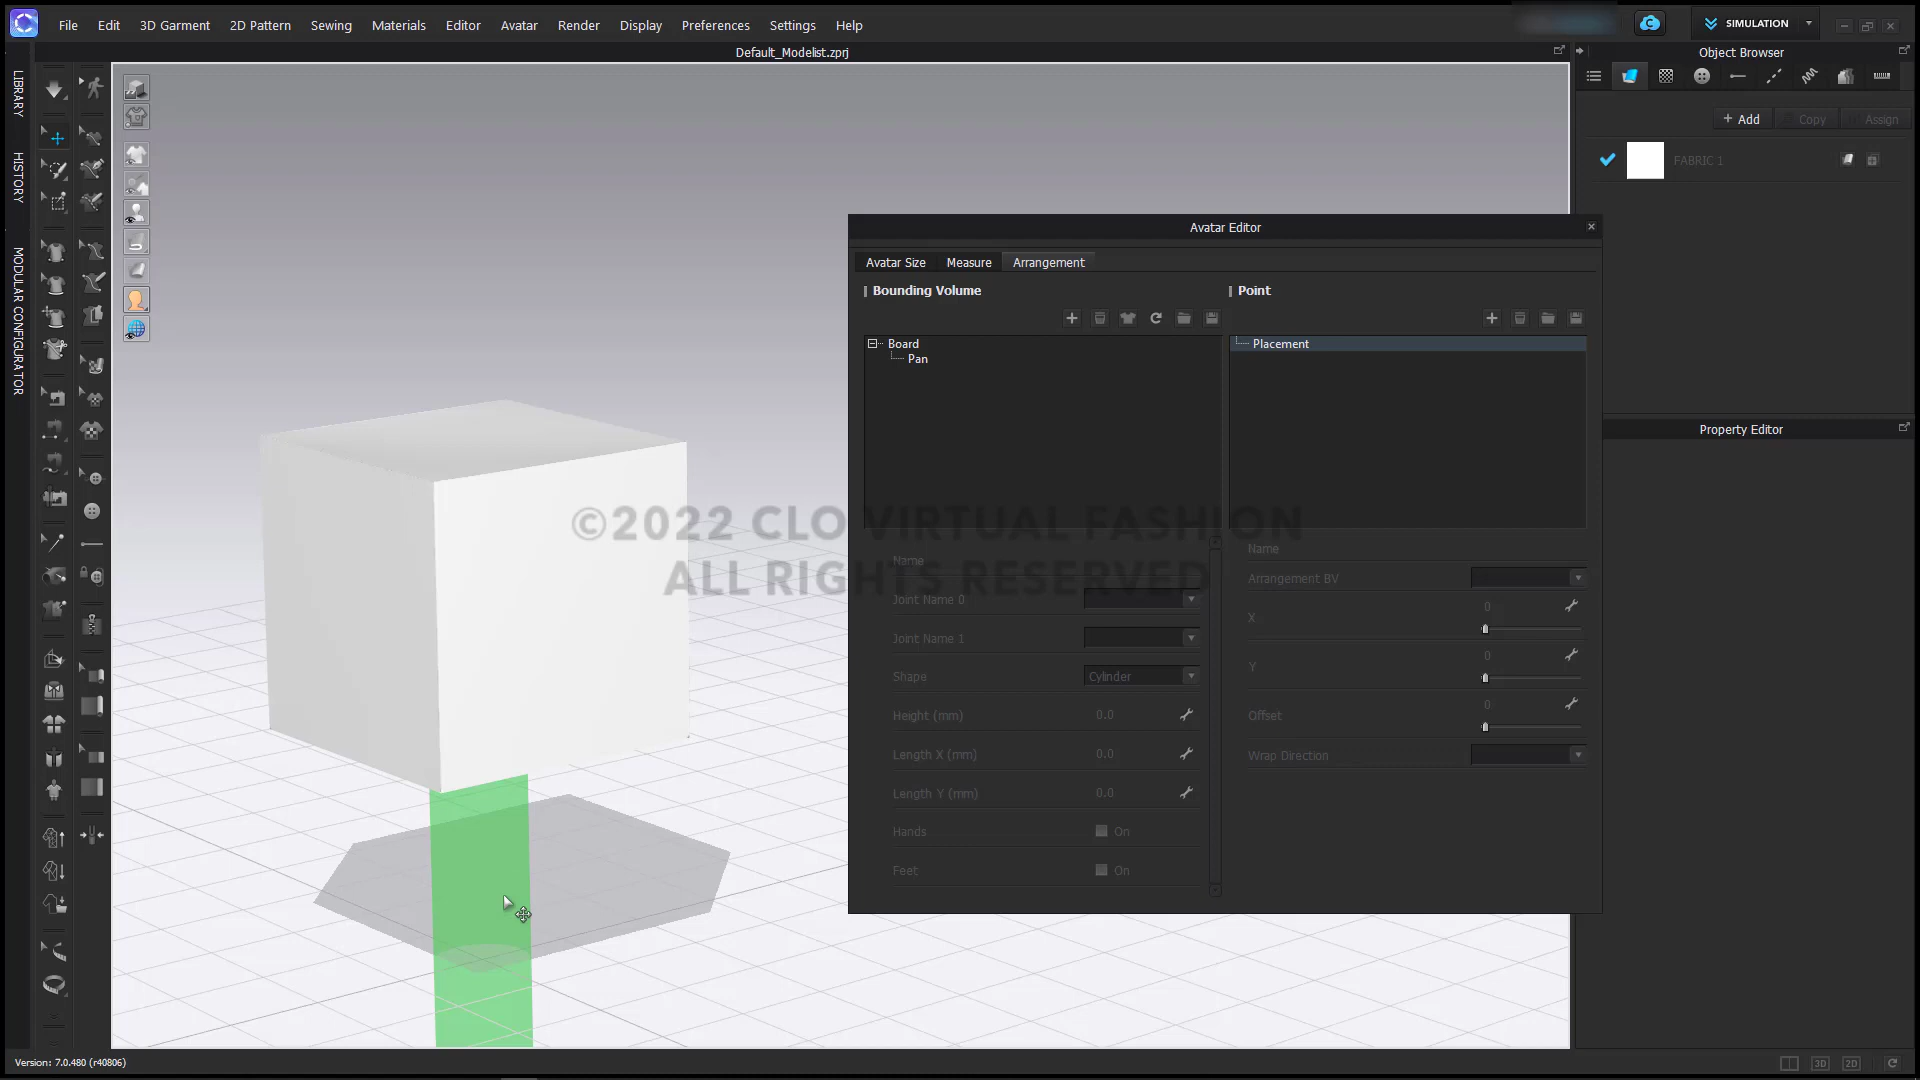 File Edit 3D Garment 2D Pattern Sewing Materials Editor Avatar Render Display Preferences Settings Help
SIMULATION
Default_Modelist.zprj
Object Browser
LIBRARY
HISTORY
MODULAR CONFIGURATOR
+ Add Copy Assign
FABRIC 1
Avatar Editor
Avatar Size Measure Arrangement
Bounding Volume
Point
Board
Pan
Placement
Property Editor
©2022 CLO VIRTUAL FASHION
ALL RIGHTS RESERVED
Name
Joint Name 0
Joint Name 1
Shape Cylinder
Height (mm) 0.0
Length X (mm) 0.0
Length Y (mm) 0.0
Hands On
Feet On
Name
Arrangement BV
X 0
Y 0
Offset 0
Wrap Direction
Version: 7.0.480 (r40806)
3D 2D